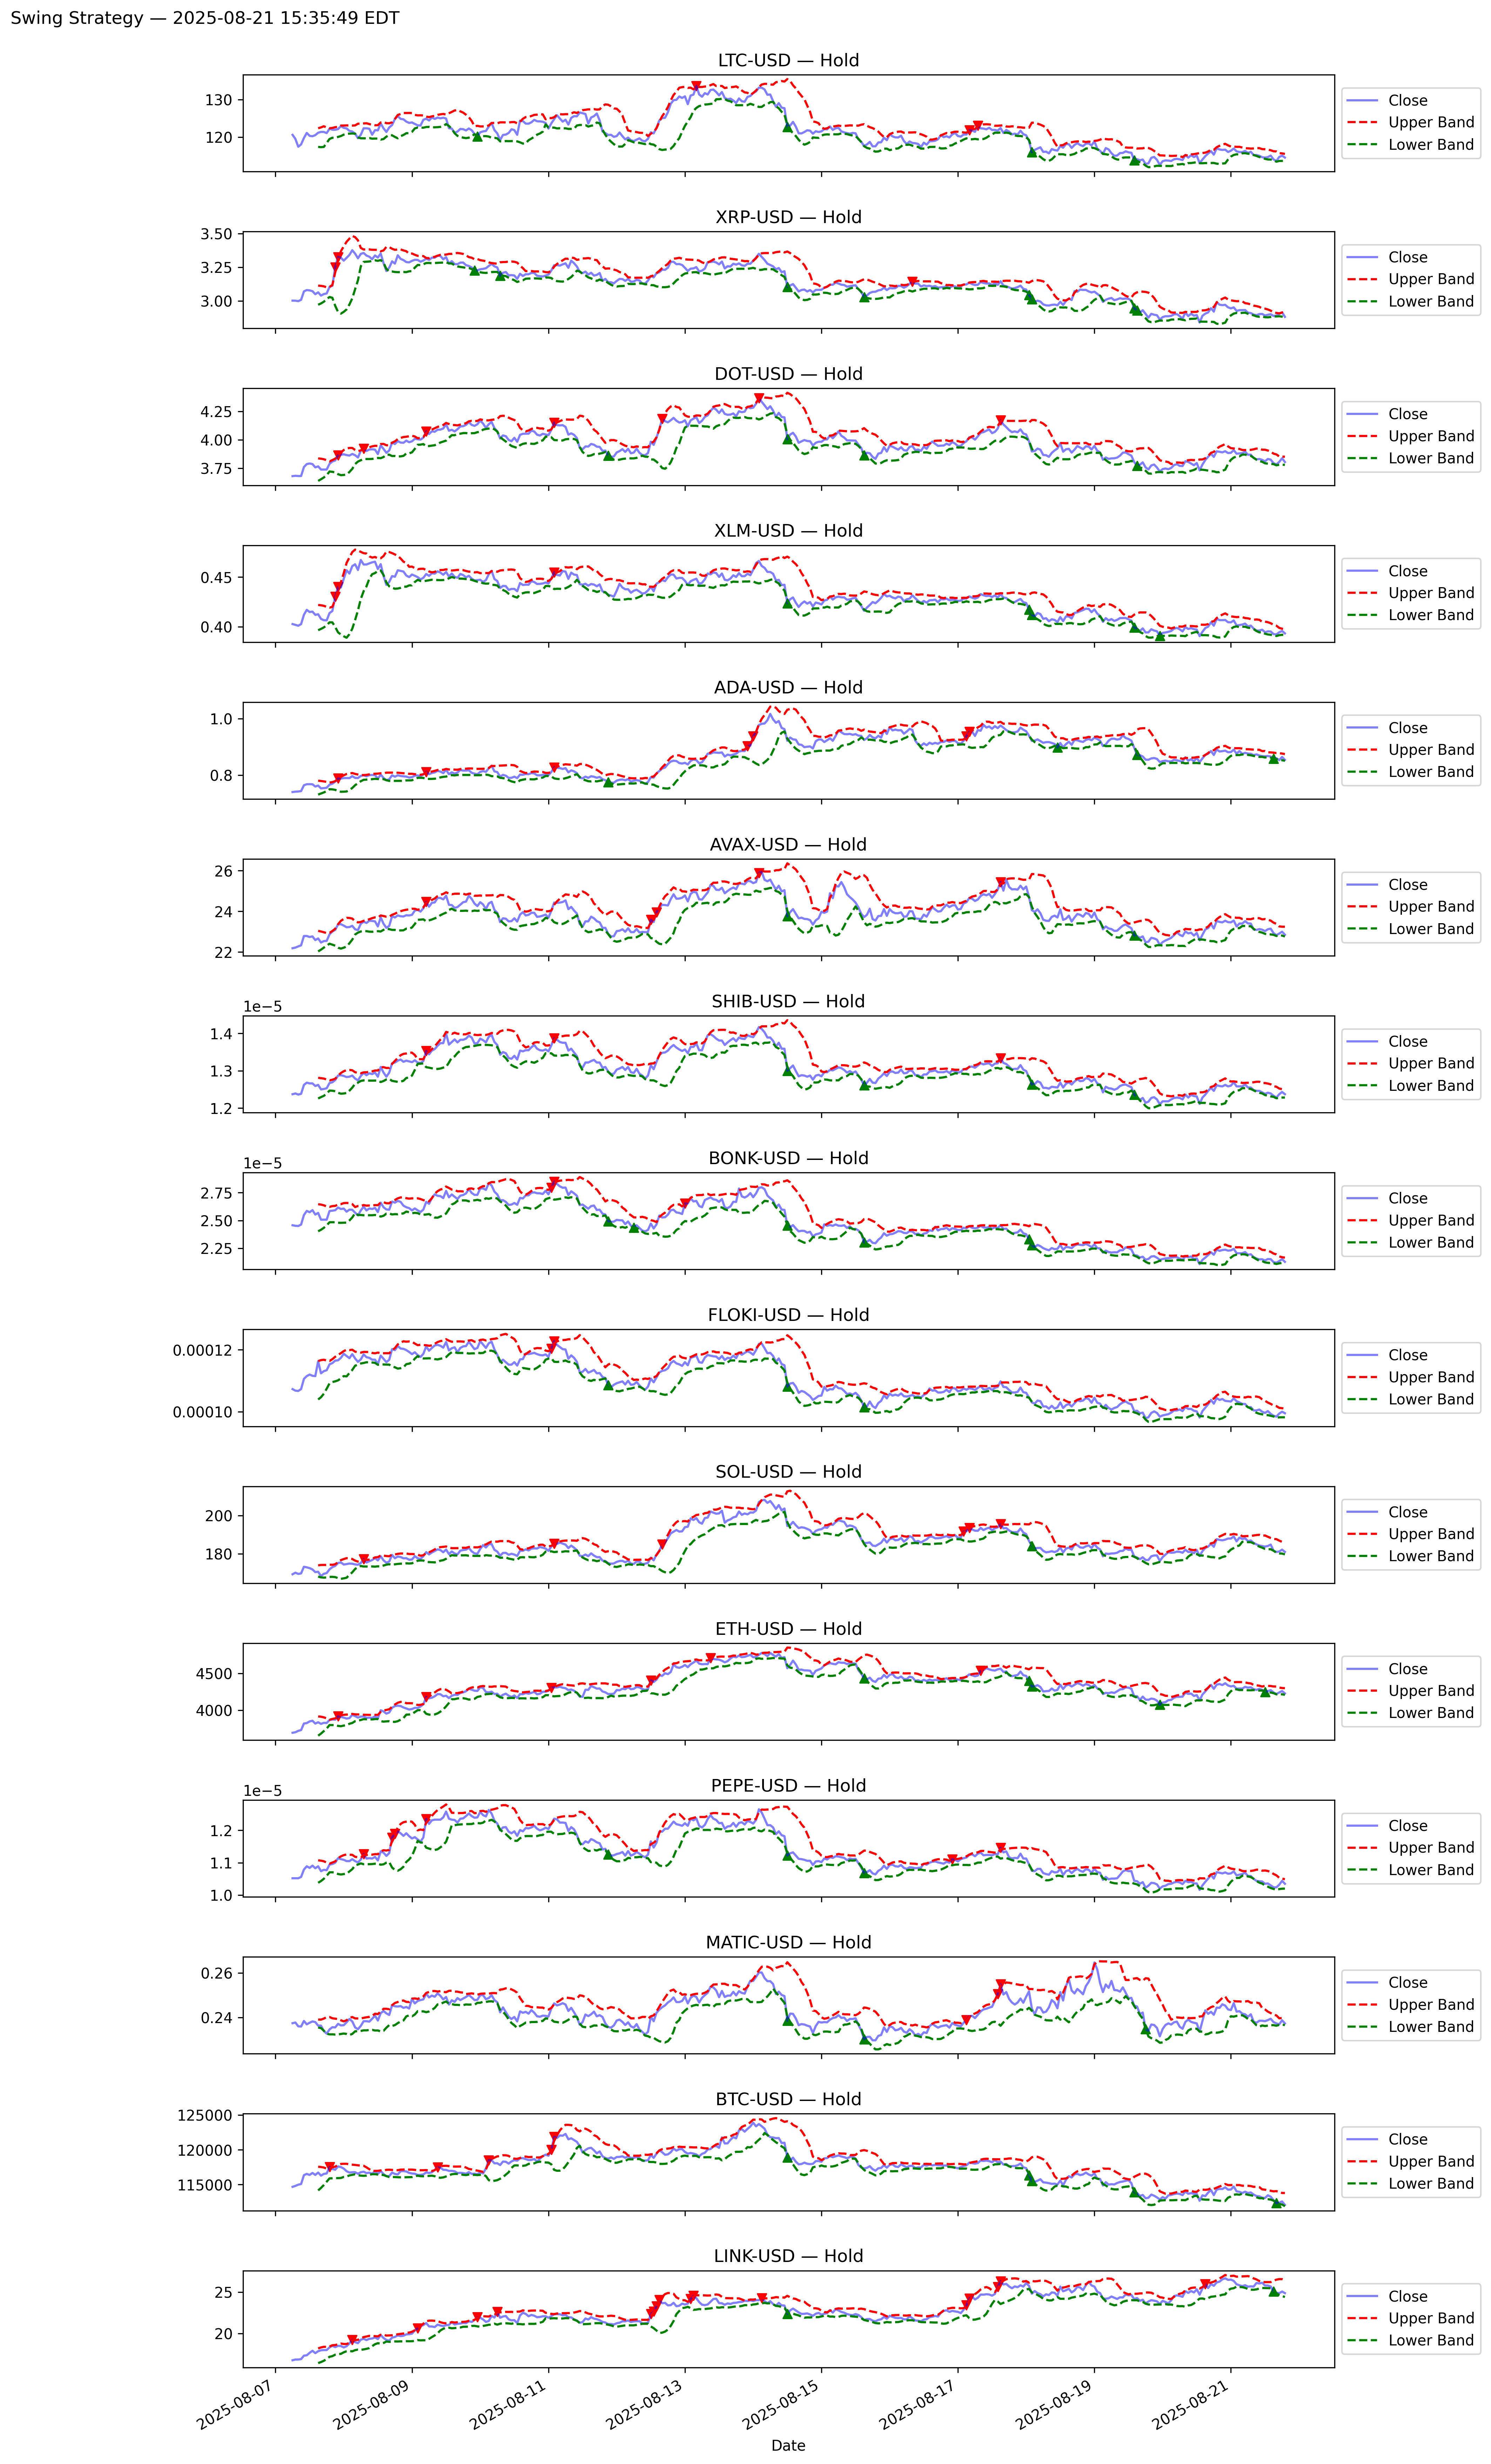 Swing Strategy — 2025-08-21 15:35:49 EDT
LTC-USD — Hold
130
120
Close
Upper Band
Lower Band
XRP-USD — Hold
3.50
3.25
3.00
Close
Upper Band
Lower Band
DOT-USD — Hold
4.25
4.00
3.75
Close
Upper Band
Lower Band
XLM-USD — Hold
0.45
0.40
Close
Upper Band
Lower Band
ADA-USD — Hold
1.0
0.8
Close
Upper Band
Lower Band
AVAX-USD — Hold
26
24
22
Close
Upper Band
Lower Band
SHIB-USD — Hold
1e−5
1.4
1.3
1.2
Close
Upper Band
Lower Band
BONK-USD — Hold
1e−5
2.75
2.50
2.25
Close
Upper Band
Lower Band
FLOKI-USD — Hold
0.00012
0.00010
Close
Upper Band
Lower Band
SOL-USD — Hold
200
180
Close
Upper Band
Lower Band
ETH-USD — Hold
4500
4000
Close
Upper Band
Lower Band
PEPE-USD — Hold
1e−5
1.2
1.1
1.0
Close
Upper Band
Lower Band
MATIC-USD — Hold
0.26
0.24
Close
Upper Band
Lower Band
BTC-USD — Hold
125000
120000
115000
Close
Upper Band
Lower Band
LINK-USD — Hold
25
20
Close
Upper Band
Lower Band
2025-08-07
2025-08-09
2025-08-11
2025-08-13
2025-08-15
2025-08-17
2025-08-19
2025-08-21
Date